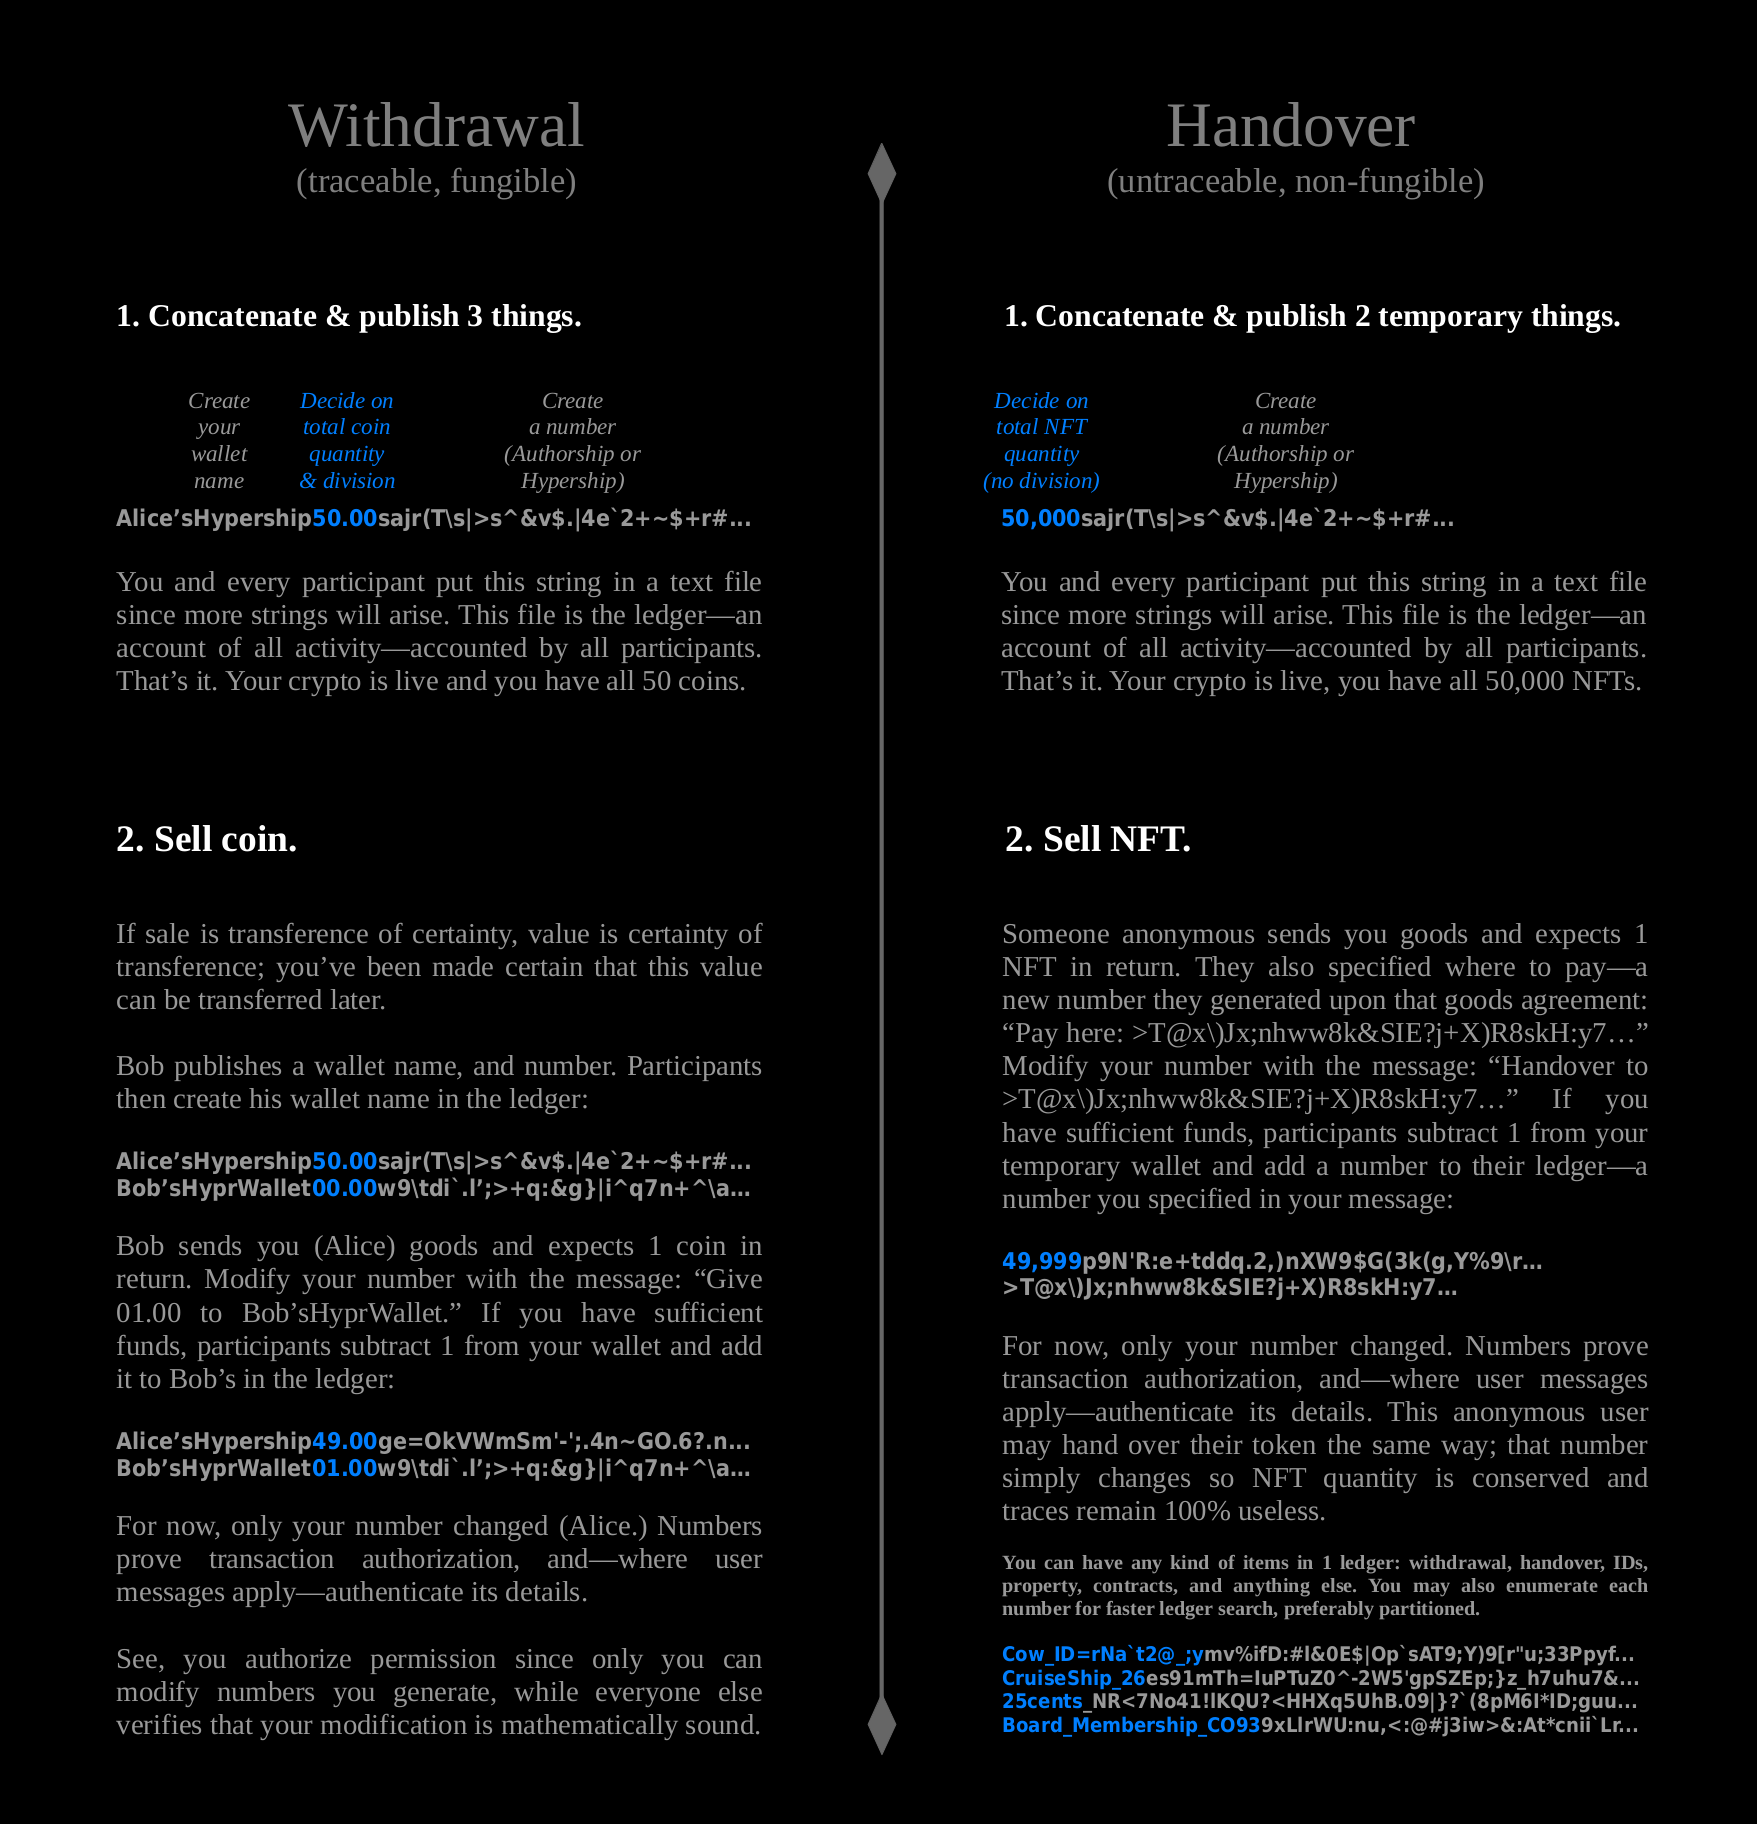 Withdrawal
(traceable, fungible)
1. Concatenate & publish 3 things.
Create
your
wallet
name
Decide on
total coin
quantity
& division
Create
a number
(Authorship or
Hypership)
Alice’sHypership50.00sajr(T\s|>s^&v$.|4e`2+~$+r#...
You and every participant put this string in a text file
since more strings will arise. This file is the ledger—an
account of all activity—accounted by all participants.
That’s it. Your crypto is live and you have all 50 coins.
2. Sell coin.
If sale is transference of certainty, value is certainty of
transference; you’ve been made certain that this value
can be transferred later.
Bob publishes a wallet name, and number. Participants
then create his wallet name in the ledger:
Alice’sHypership50.00sajr(T\s|>s^&v$.|4e`2+~$+r#...
Bob’sHyprWallet00.00w9\tdi`.l’;>+q:&g}|i^q7n+^\a...
Bob sends you (Alice) goods and expects 1 coin in
return. Modify your number with the message: “Give
01.00 to Bob’sHyprWallet.” If you have sufficient
funds, participants subtract 1 from your wallet and add
it to Bob’s in the ledger:
Alice’sHypership49.00ge=OkVWmSm'-';.4n~GO.6?.n...
Bob’sHyprWallet01.00w9\tdi`.l’;>+q:&g}|i^q7n+^\a...
For now, only your number changed (Alice.) Numbers
prove transaction authorization, and—where user
messages apply—authenticate its details.
See, you authorize permission since only you can
modify numbers you generate, while everyone else
verifies that your modification is mathematically sound.
Handover
(untraceable, non-fungible)
1. Concatenate & publish 2 temporary things.
Decide on
total NFT
quantity
(no division)
Create
a number
(Authorship or
Hypership)
50,000sajr(T\s|>s^&v$.|4e`2+~$+r#...
You and every participant put this string in a text file
since more strings will arise. This file is the ledger—an
account of all activity—accounted by all participants.
That’s it. Your crypto is live, you have all 50,000 NFTs.
2. Sell NFT.
Someone anonymous sends you goods and expects 1
NFT in return. They also specified where to pay—a
new number they generated upon that goods agreement:
“Pay here: >T@x\)Jx;nhww8k&SIE?j+X)R8skH:y7…”
Modify your number with the message: “Handover to
>T@x\)Jx;nhww8k&SIE?j+X)R8skH:y7…” If you
have sufficient funds, participants subtract 1 from your
temporary wallet and add a number to their ledger—a
number you specified in your message:
49,999p9N'R:e+tddq.2,)nXW9$G(3k(g,Y%9\r...
>T@x\)Jx;nhww8k&SIE?j+X)R8skH:y7...
For now, only your number changed. Numbers prove
transaction authorization, and—where user messages
apply—authenticate its details. This anonymous user
may hand over their token the same way; that number
simply changes so NFT quantity is conserved and
traces remain 100% useless.
You can have any kind of items in 1 ledger: withdrawal, handover, IDs,
property, contracts, and anything else. You may also enumerate each
number for faster ledger search, preferably partitioned.
Cow_ID=rNa`t2@_;ymv%ifD:#l&0E$|Op`sAT9;Y)9[r"u;33Ppyf...
CruiseShip_26es91mTh=IuPTuZ0^-2W5'gpSZEp;}z_h7uhu7&...
25cents_NR<7No41!lKQU?<HHXq5UhB.09|}?`(8pM6I*ID;guu...
Board_Membership_CO939xLlrWU:nu,<:@#j3iw>&:At*cnii`Lr...